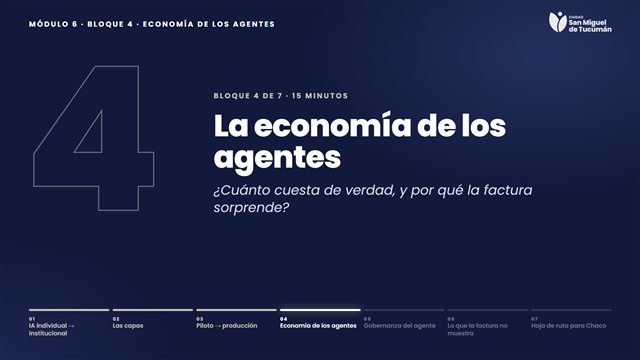 MÓDULO 6 · BLOQUE 4 · ECONOMÍA DE LOS AGENTES
CIUDAD
San Miguel
de Tucumán
4
BLOQUE 4 DE 7 · 15 MINUTOS
La economía de los
agentes
¿Cuánto cuesta de verdad, y por qué la factura
sorprende?
01
IA individual →
institucional
02
Las capas
03
Piloto → producción
04
Economía de los agentes
05
Gobernanza del agente
06
Lo que la factura no
muestra
07
Hoja de ruta para Chaco